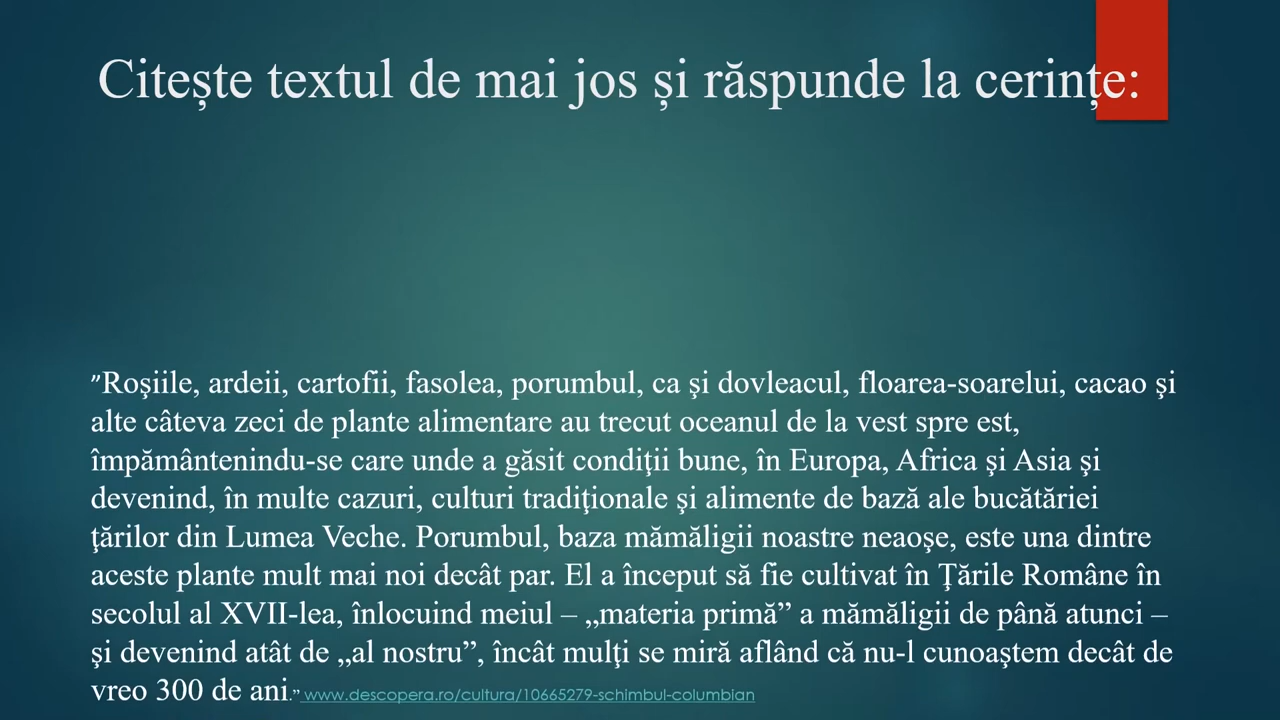 Citește textul de mai jos și răspunde la cerințe:
”Roşiile, ardeii, cartofii, fasolea, porumbul, ca şi dovleacul, floarea-soarelui, cacao şi
alte câteva zeci de plante alimentare au trecut oceanul de la vest spre est,
împământenindu-se care unde a găsit condiţii bune, în Europa, Africa şi Asia şi
devenind, în multe cazuri, culturi tradiţionale şi alimente de bază ale bucătăriei
ţărilor din Lumea Veche. Porumbul, baza mămăligii noastre neaoşe, este una dintre
aceste plante mult mai noi decât par. El a început să fie cultivat în Ţările Române în
secolul al XVII-lea, înlocuind meiul – „materia primă” a mămăligii de până atunci –
şi devenind atât de „al nostru”, încât mulţi se miră aflând că nu-l cunoaştem decât de
vreo 300 de ani.” www.descopera.ro/cultura/10665279-schimbul-columbian